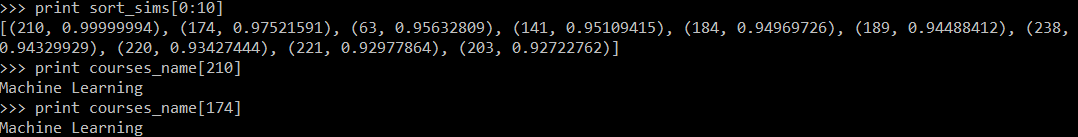 >>> print sort_sims[0:10]
[(210, 0.99999994), (174, 0.97521591), (63, 0.95632809), (141, 0.95109415), (184, 0.94969726), (189, 0.94488412), (238,
0.94329929), (220, 0.93427444), (221, 0.92977864), (203, 0.92722762)]
>>> print courses_name[210]
Machine Learning
>>> print courses_name[174]
Machine Learning